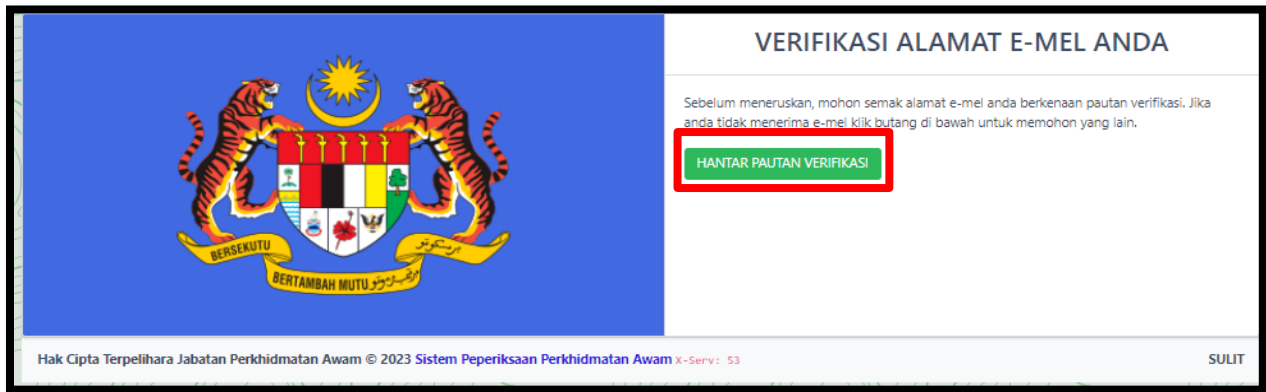 VERIFIKASI ALAMAT E-MEL ANDA
Sebelum meneruskan, mohon semak alamat e-mel anda berkenaan pautan verifikasi. Jika
anda tidak menerima e-mel klik butang di bawah untuk memohon yang lain.
HANTAR PAUTAN VERIFIKASI
BERSEKUTU
BERTAMBAH MUTU
Hak Cipta Terpelihara Jabatan Perkhidmatan Awam © 2023 Sistem Peperiksaan Perkhidmatan Awam X-Serv: 53 SULIT